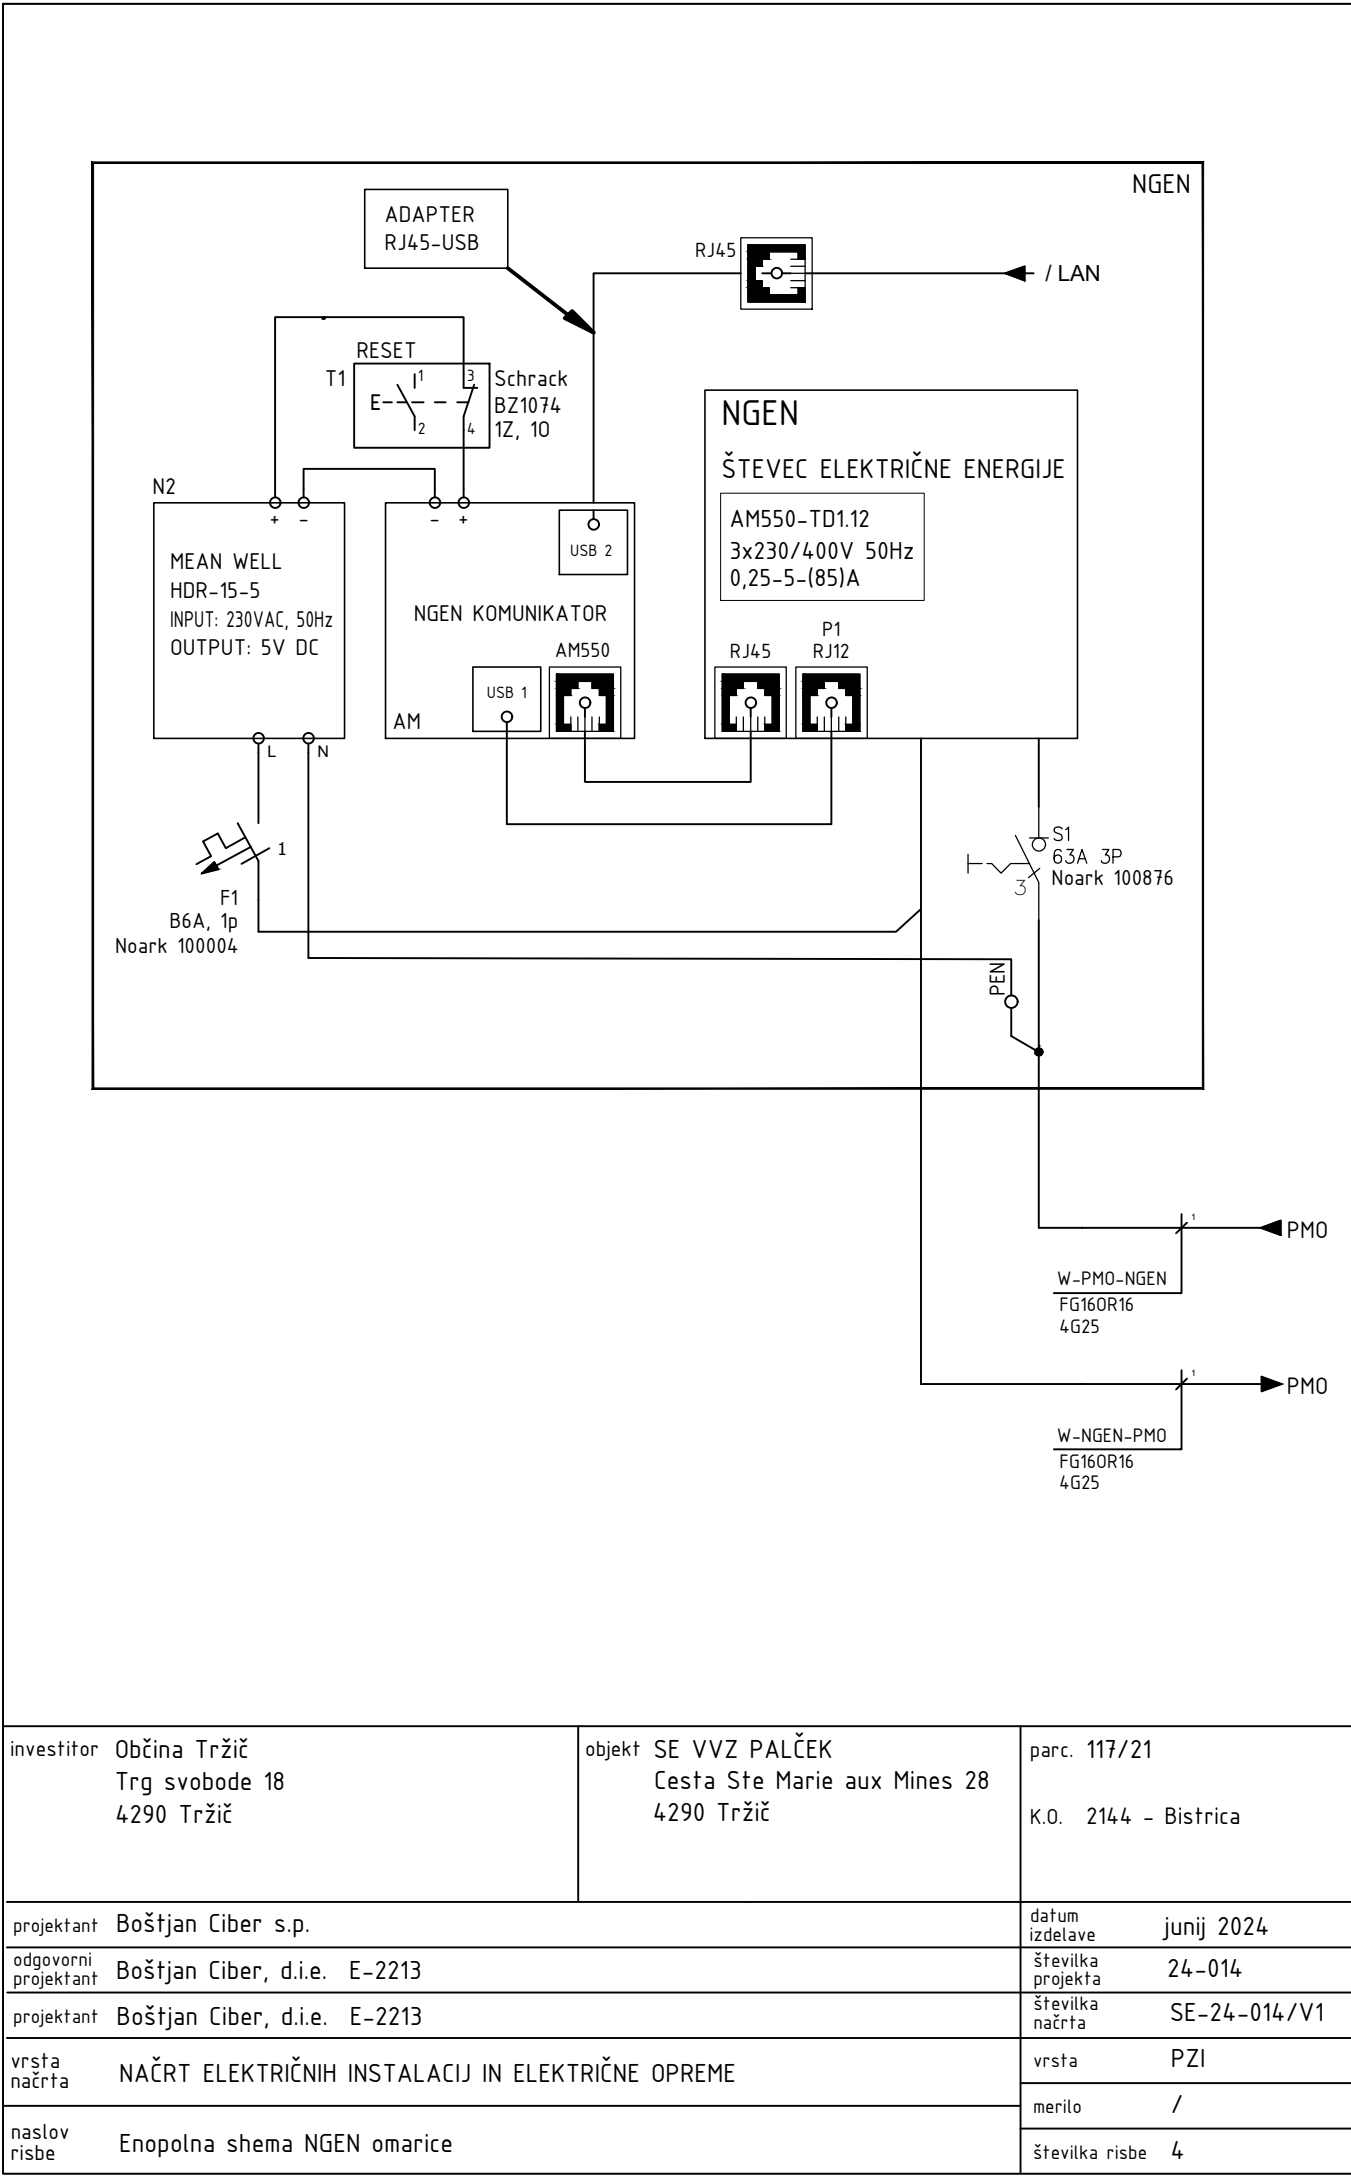 NGEN
ADAPTER
RJ45-USB
RJ45
/ LAN
RESET
T1
1
3
E
2
4
Schrack
BZ1074
1Z, 1O
NGEN
ŠTEVEC ELEKTRIČNE ENERGIJE
AM550-TD1.12
3x230/400V 50Hz
0,25-5-(85)A
P1
RJ45
RJ12
N2
+
-
MEAN WELL
HDR-15-5
INPUT: 230VAC, 50Hz
OUTPUT: 5V DC
L
N
-
+
USB 2
NGEN KOMUNIKATOR
AM550
USB 1
AM
1
F1
B6A, 1p
Noark 100004
S1
63A 3P
Noark 100876
3
PEN
1
PMO
W-PMO-NGEN
FG16OR16
4G25
1
PMO
W-NGEN-PMO
FG16OR16
4G25
investitor Občina Tržič
Trg svobode 18
4290 Tržič
objekt SE VVZ PALČEK
Cesta Ste Marie aux Mines 28
4290 Tržič
parc. 117/21
K.O. 2144 - Bistrica
projektant Boštjan Ciber s.p.
datum
izdelave junij 2024
odgovorni
projektant Boštjan Ciber, d.i.e. E-2213
številka
projekta 24-014
projektant Boštjan Ciber, d.i.e. E-2213
številka
načrta SE-24-014/V1
vrsta
načrta NAČRT ELEKTRIČNIH INSTALACIJ IN ELEKTRIČNE OPREME
vrsta PZI
merilo /
naslov
risbe Enopolna shema NGEN omarice
številka risbe 4